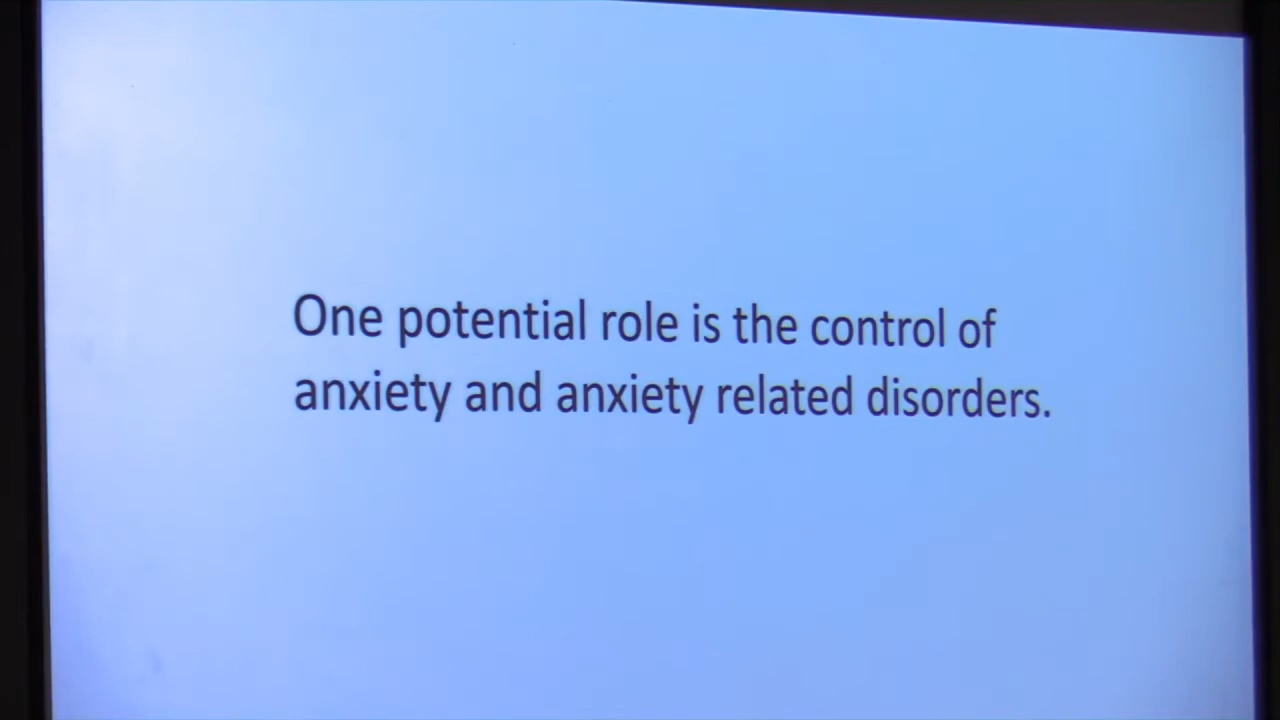 One potential role is the control of
anxiety and anxiety related disorders.